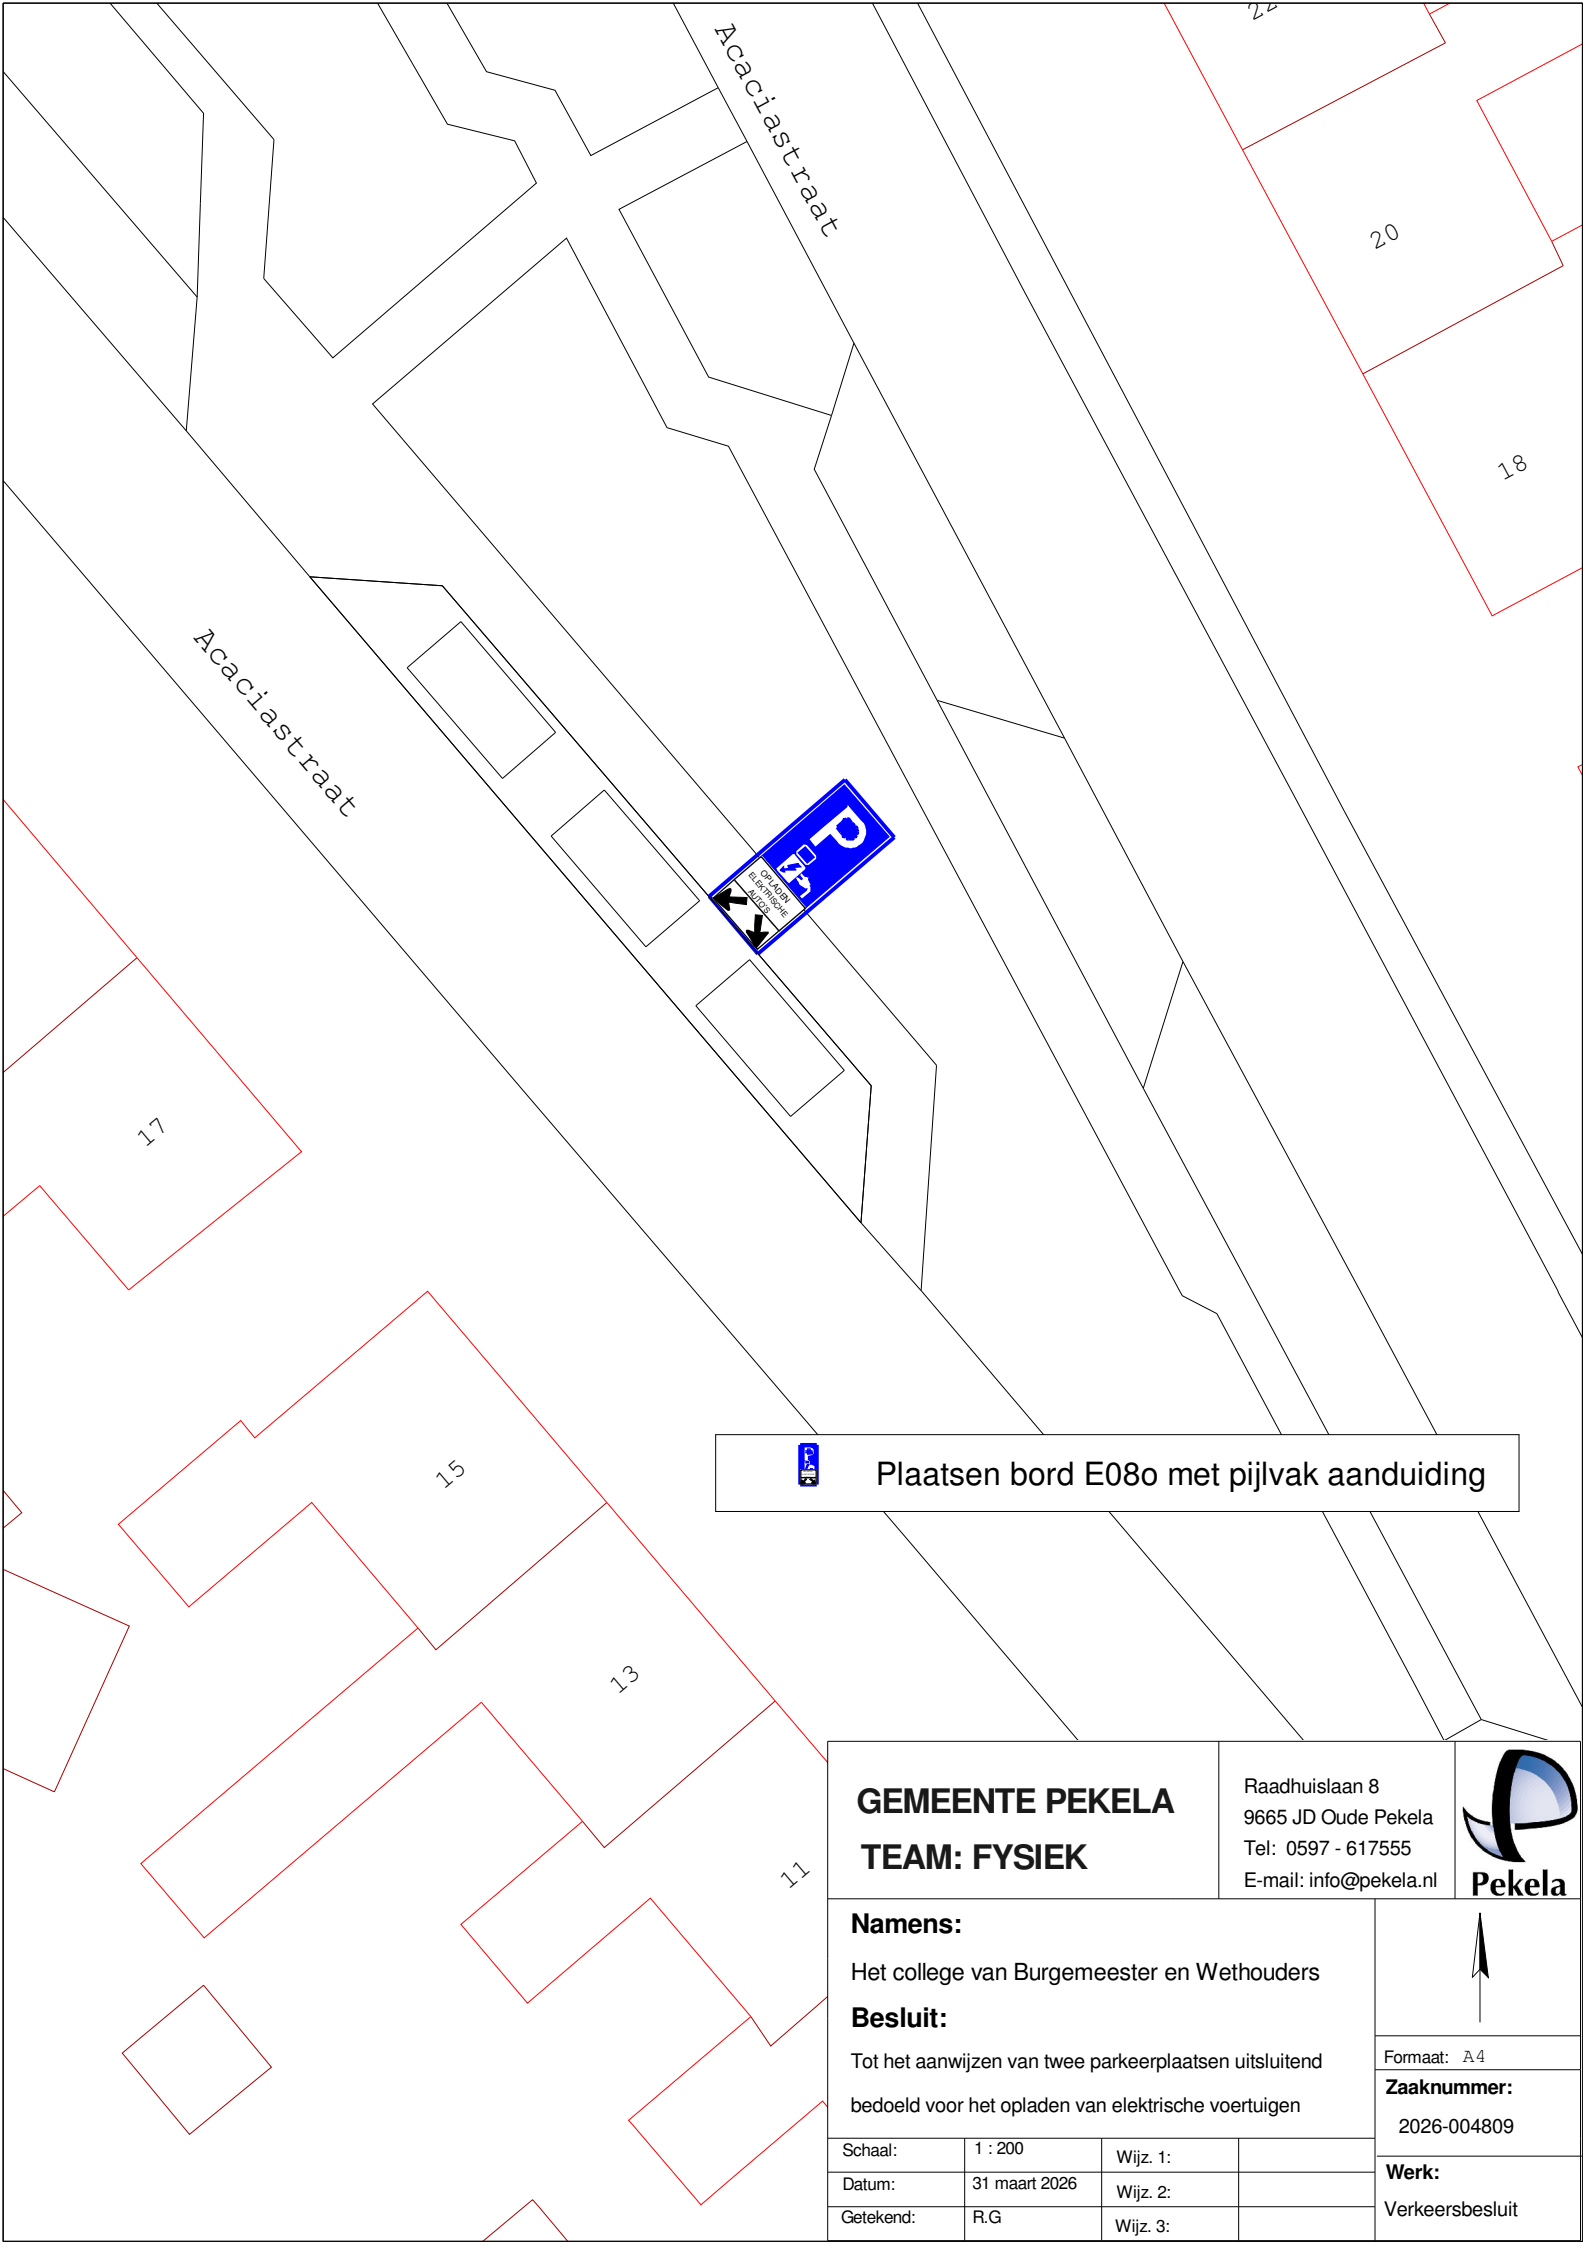 22
Acaciastraat
20
18
Acaciastraat
P
OPLADEN
ELEKTRISCHE
AUTO'S
17
15
Plaatsen bord E08o met pijlvak aanduiding
13
11
GEMEENTE PEKELA
TEAM: FYSIEK
Raadhuislaan 8
9665 JD Oude Pekela
Tel: 0597 - 617555
E-mail: info@pekela.nl
Pekela
Namens:
Het college van Burgemeester en Wethouders
Besluit:
Tot het aanwijzen van twee parkeerplaatsen uitsluitend
bedoeld voor het opladen van elektrische voertuigen
Formaat: A4
Zaaknummer:
2026-004809
Werk:
Verkeersbesluit
Schaal: 1 : 200 Wijz. 1:
Datum: 31 maart 2026 Wijz. 2:
Getekend: R.G Wijz. 3: